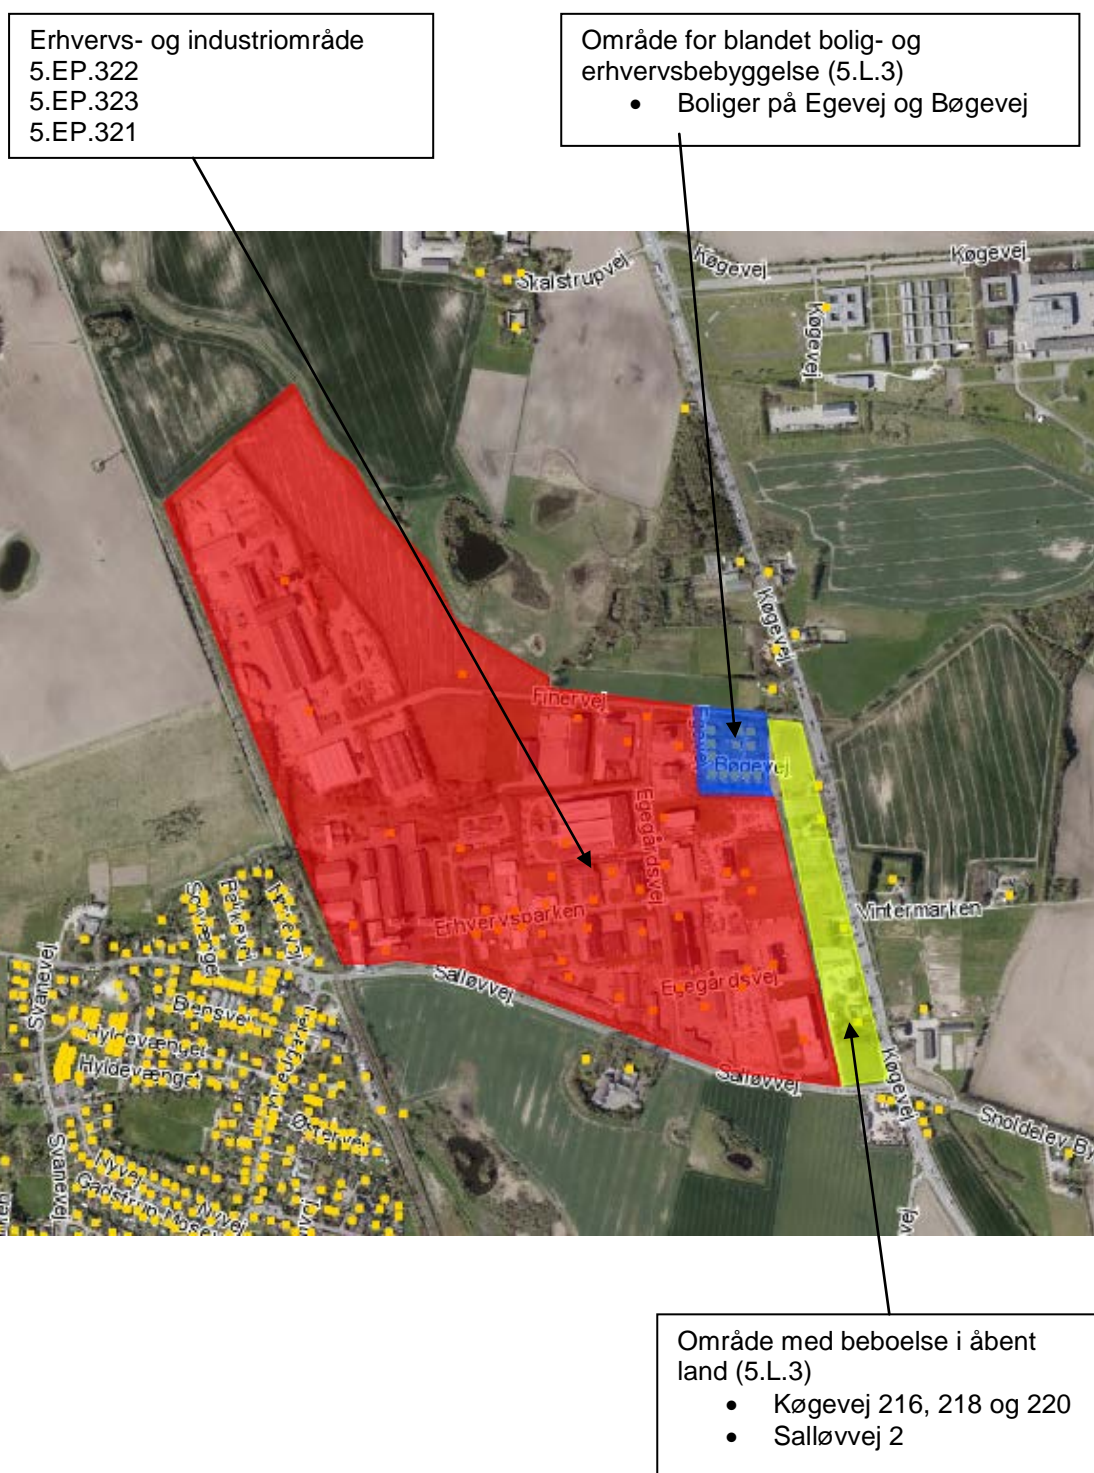 Erhvervs- og industriområde
5.EP.322
5.EP.323
5.EP.321
Område for blandet bolig- og
erhvervsbebyggelse (5.L.3)
• Boliger på Egevej og Bøgevej
Skalstrupvej
Køgevej
Køgevej
Køgevej
Køgevej
Finervej
Bøgevej
Egegårdsvej
Erhvervsparken
Vintermarken
Egegårdsvej
Salløvvej
Salløvvej
Køgevej
Snoldelev By
Svanevej
Parkevej
Hyldevænget
Hyldevænget
Svanevej
Nyvej
Nyvej
Område med beboelse i åbent
land (5.L.3)
• Køgevej 216, 218 og 220
• Salløvvej 2